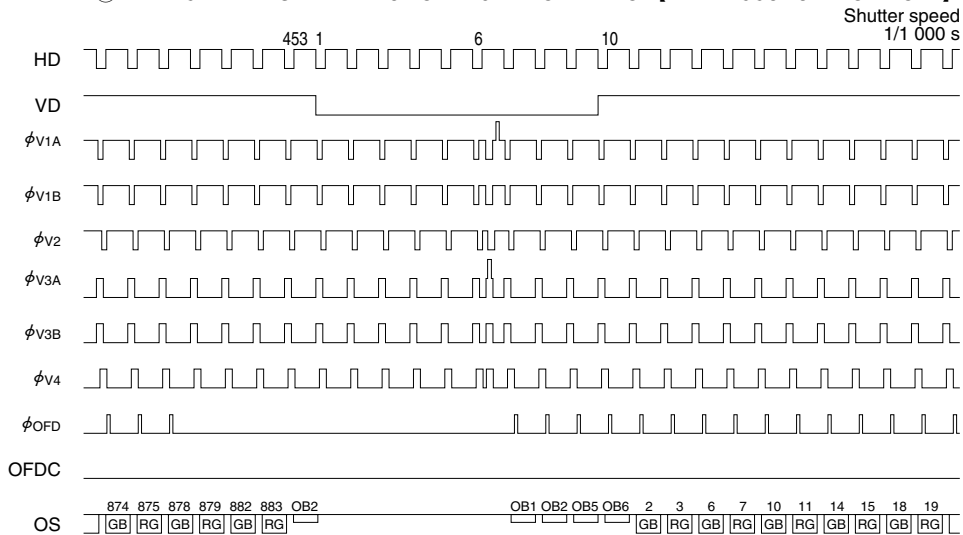 Shutter speed
1/1 000 s
453 1 6 10
HD
VD
ϕV1A
ϕV1B
ϕV2
ϕV3A
ϕV3B
ϕV4
ϕOFD
OFDC
874 875 878 879 882 883 OB2 OB1 OB2 OB5 OB6 2 3 6 7 10 11 14 15 18 19
OS GB RG GB RG GB RG GB RG GB RG GB RG GB RG GB RG